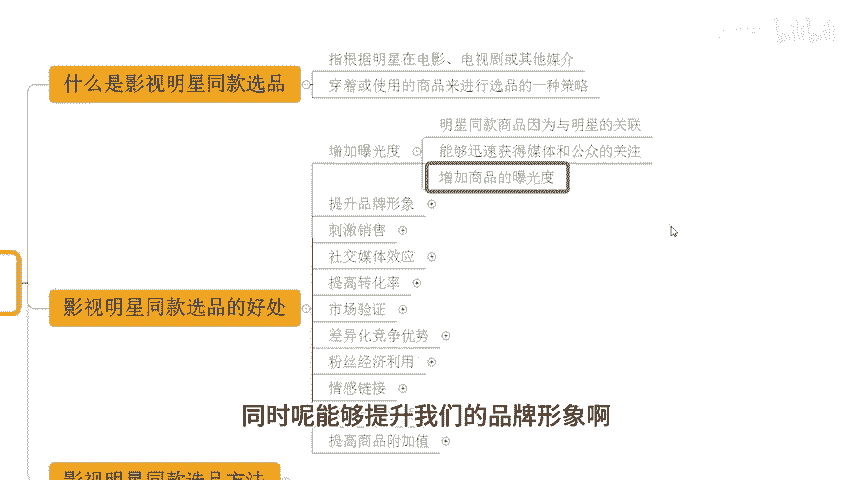 bilibili
指根据明星在电影、电视剧或其他媒介
什么是影视明星同款选品
穿着或使用的商品来进行选品的一种策略
明星同款商品因为与明星的关联
增加曝光度
能够迅速获得媒体和公众的关注
增加商品的曝光度
提升品牌形象
刺激销售
社交媒体效应
提高转化率
影视明星同款选品的好处
市场验证
差异化竞争优势
粉丝经济利用
情感链接
同时呢能够提升我们的品牌形象啊
提高商品附加值
影视明星同款选品方法